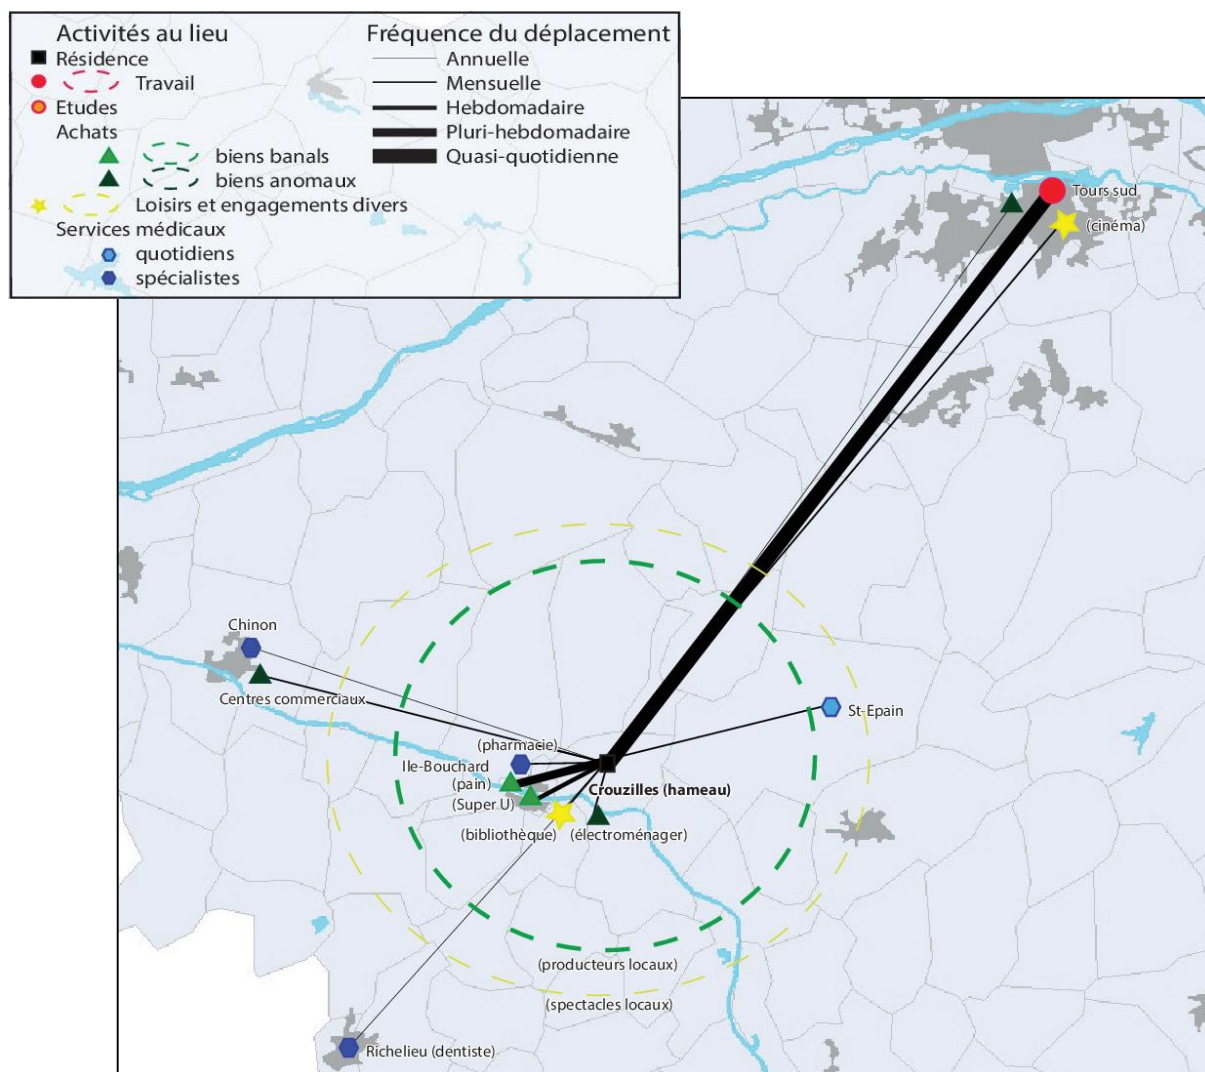 Activités au lieu
Résidence
Travail
Etudes
Achats
biens banals
biens anomaux
Loisirs et engagements divers
Services médicaux
quotidiens
spécialistes
Fréquence du déplacement
Annuelle
Mensuelle
Hebdomadaire
Pluri-hebdomadaire
Quasi-quotidienne
Tours sud
(cinéma)
Chinon
Centres commerciaux
St-Epain
(pharmacie)
Ile-Bouchard
(pain)
(Super U)
Crouzilles (hameau)
(bibliothèque)
(électroménager)
(producteurs locaux)
(spectacles locaux)
Richelieu (dentiste)